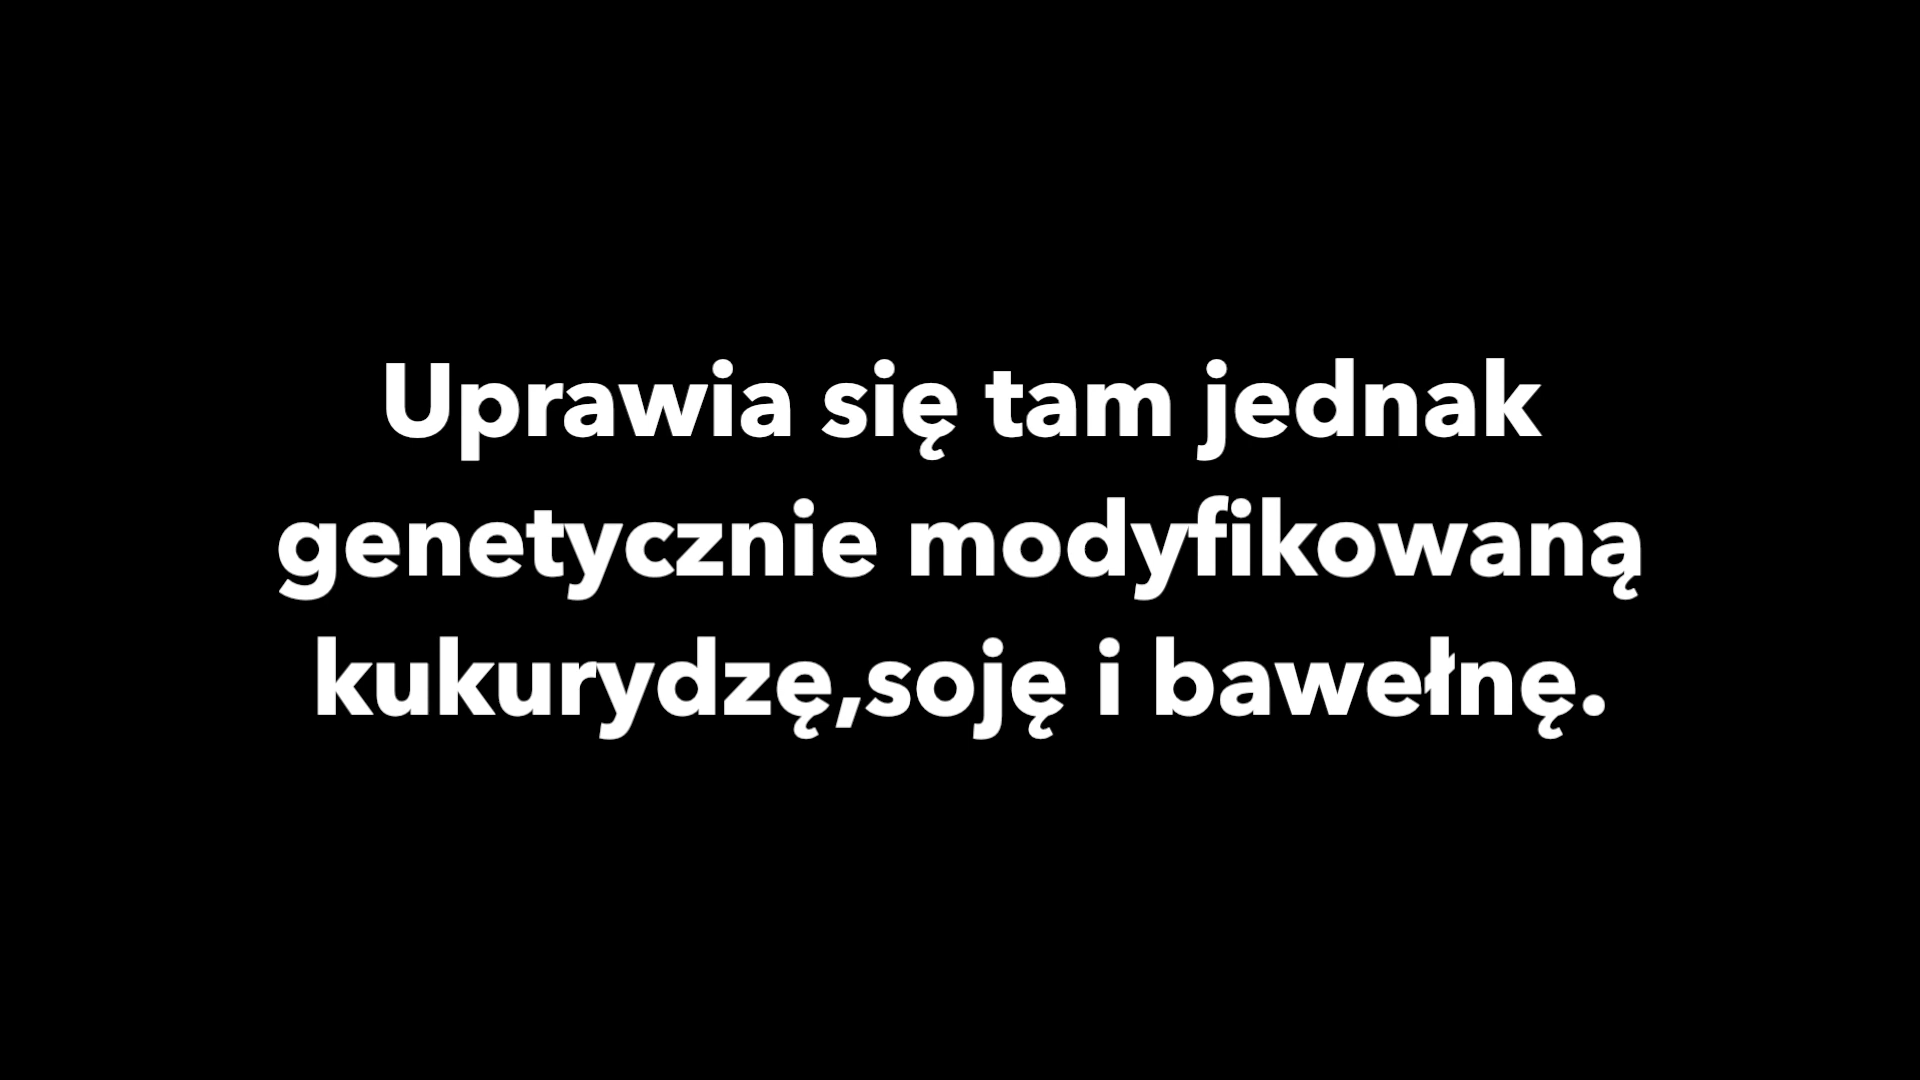 Uprawia się tam jednak
genetycznie modyfikowaną
kukurydzę,soję i bawełnę.